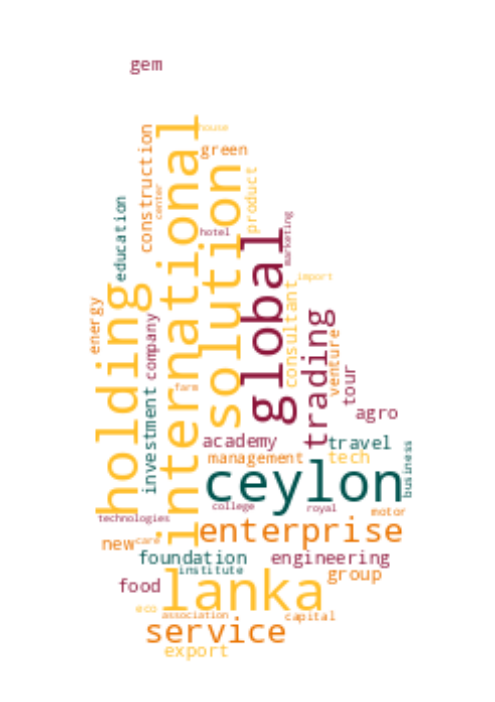 gem
international
house
construction
green
center
solution
product
education
hotel
global
marketing
import
holding
energy
company
consultant
trading
venture
tour
farm
investment
agro
academy
travel
management
tech
business
ceylon
college
royal
motor
technologies
enterprise
new
care
foundation
engineering
institute
group
food
lanka
eco
association
capital
service
export